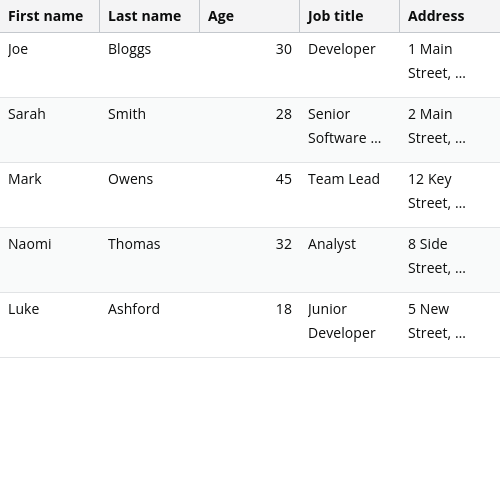 First name Last name Age Job title Address
Joe Bloggs 30 Developer 1 Main
Street, ...
Sarah Smith 28 Senior 2 Main
Software ... Street, ...
Mark Owens 45 Team Lead 12 Key
Street, ...
Naomi Thomas 32 Analyst 8 Side
Street, ...
Luke Ashford 18 Junior 5 New
Developer Street, ...